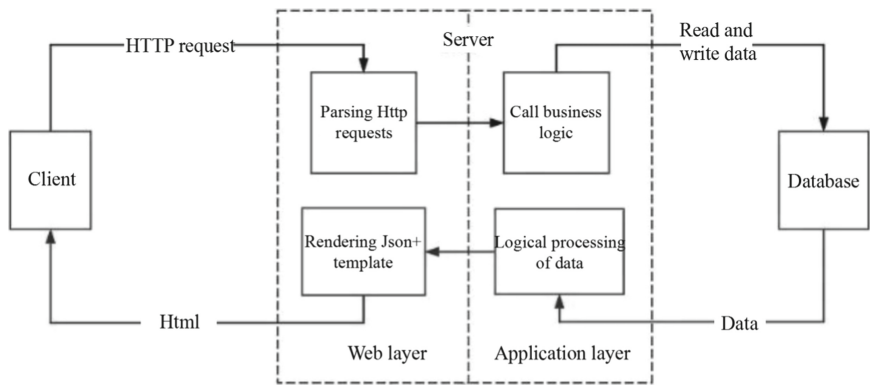 HTTP request
Server
Read and
write data
Parsing Http
requests
Call business
logic
Client
Database
Rendering Json+
template
Logical processing
of data
Html
Data
Web layer
Application layer